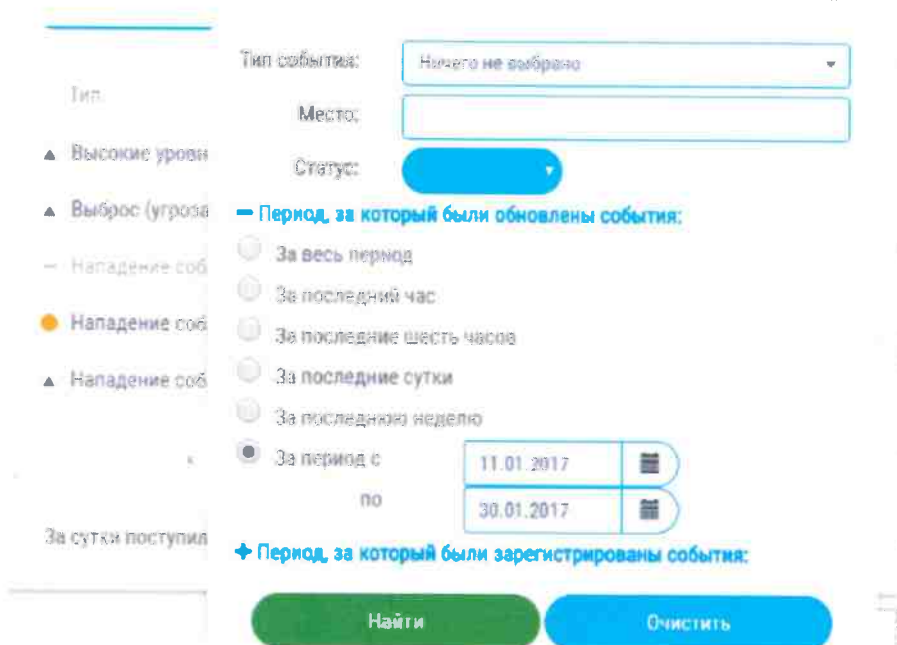 Тип события:
Ничего не выбрано
Место:
Статус:
Период, за который были обновлены события:
За весь период
За последний час
За последние шесть часов
За последние сутки
За последнюю неделю
За период с
11.01.2017
по
30.01.2017
Период, за который были зарегистрированы события:
Найти
Очистить
Тип
Высокие уровн
Выброс (угроза
Нападение соб
Нападение соб
Нападение соб
За сутки поступил